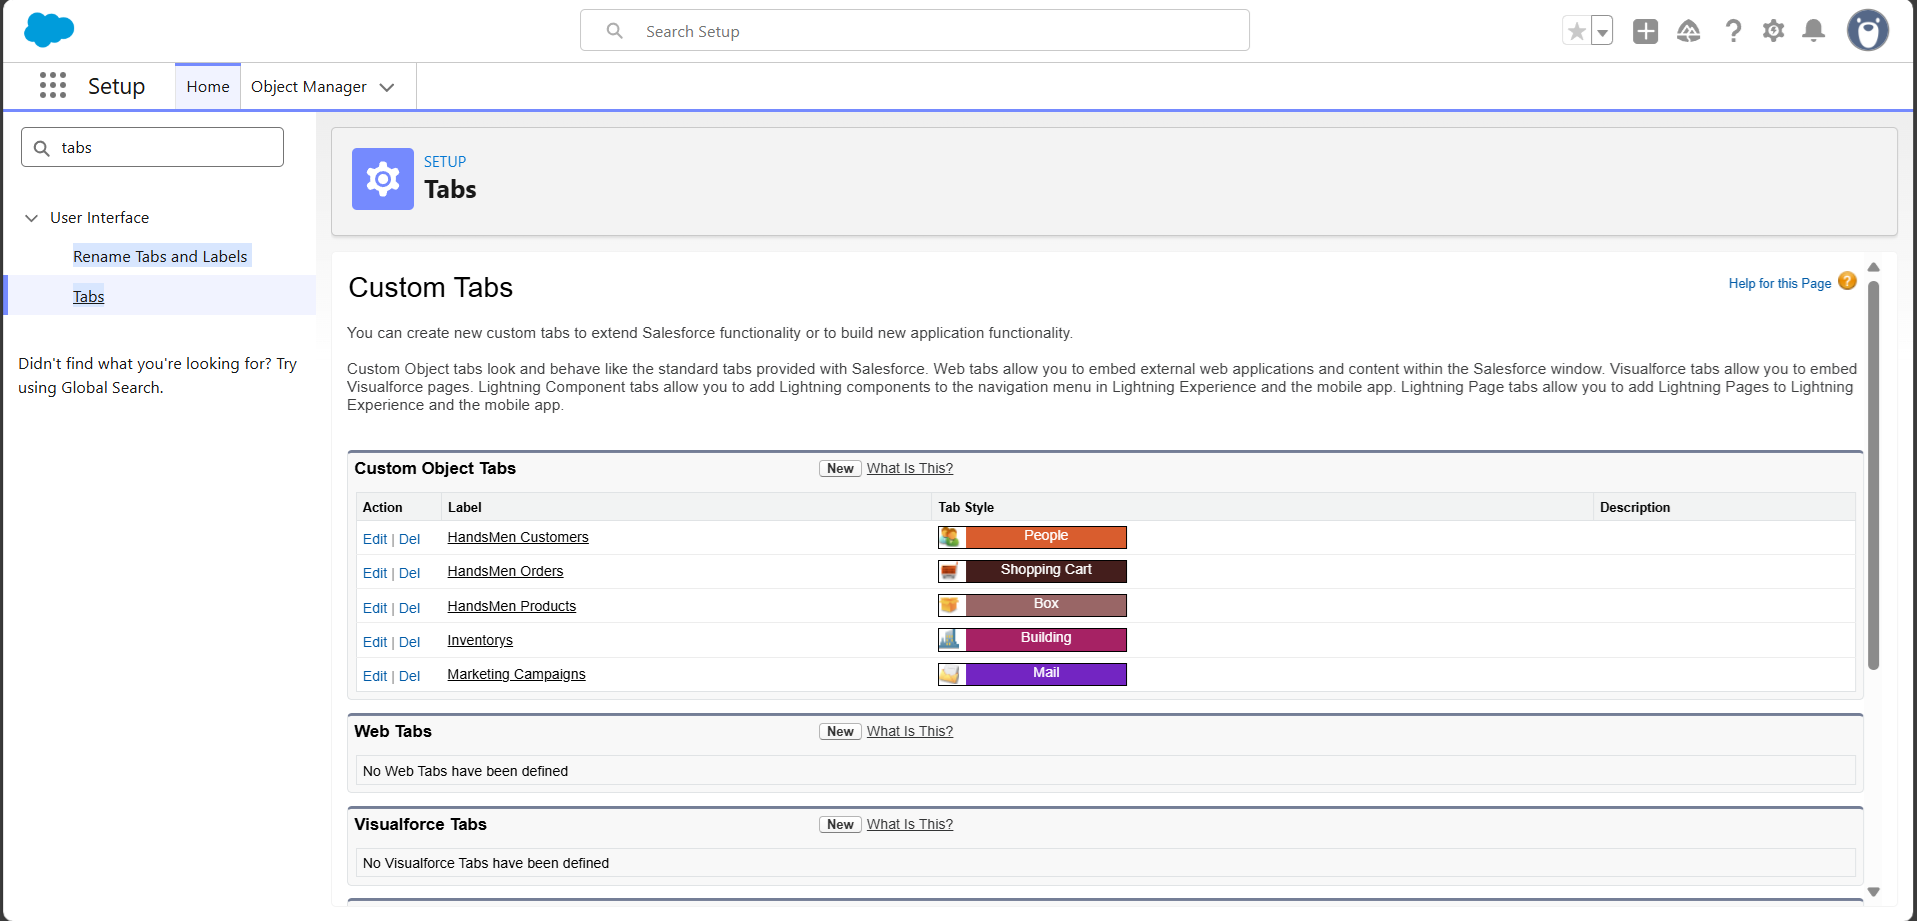 Search Setup
Setup
Home
Object Manager
tabs
User Interface
Rename Tabs and Labels
Tabs
Didn't find what you're looking for? Try
using Global Search.
SETUP
Tabs
Custom Tabs
Help for this Page
You can create new custom tabs to extend Salesforce functionality or to build new application functionality.
Custom Object tabs look and behave like the standard tabs provided with Salesforce. Web tabs allow you to embed external web applications and content within the Salesforce window. Visualforce tabs allow you to embed
Visualforce pages. Lightning Component tabs allow you to add Lightning components to the navigation menu in Lightning Experience and the mobile app. Lightning Page tabs allow you to add Lightning Pages to Lightning
Experience and the mobile app.
Custom Object Tabs New What Is This?
Action Label Tab Style Description
Edit | Del HandsMen Customers People
Edit | Del HandsMen Orders Shopping Cart
Edit | Del HandsMen Products Box
Edit | Del Inventorys Building
Edit | Del Marketing Campaigns Mail
Web Tabs New What Is This?
No Web Tabs have been defined
Visualforce Tabs New What Is This?
No Visualforce Tabs have been defined